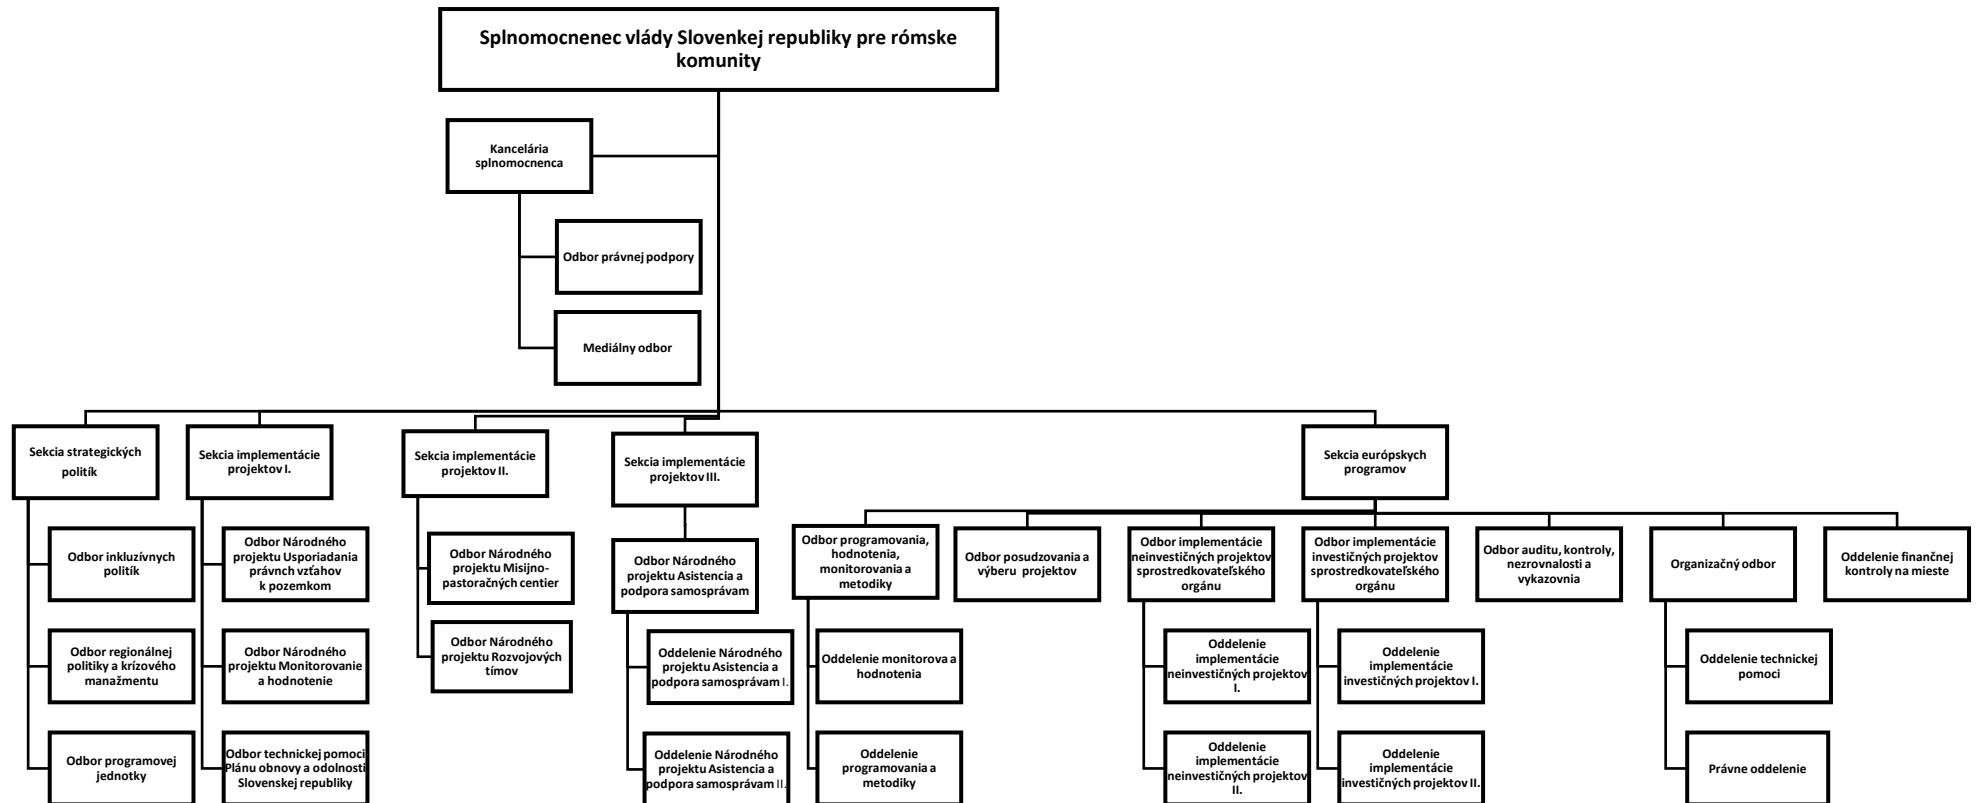 Splnomocnenec vlády Slovenkej republiky pre rómske
komunity
Kancelária
splnomocnenca
Odbor právnej podpory
Mediálny odbor
Sekcia strategických
politík
Sekcia implementácie
projektov I.
Sekcia implementácie
projektov II.
Sekcia implementácie
projektov III.
Sekcia európskych
programov
Odbor inkluzívnych
politík
Odbor regionálnej
politiky a krízového
manažmentu
Odbor programovej
jednotky
Odbor Národného
projektu Usporiadania
právnch vzťahov
k pozemkom
Odbor Národného
projektu Monitorovanie
a hodnotenie
Odbor technickej pomoci
Plánu obnovy a odolnosti
Slovenskej republiky
Odbor Národného
projektu Misijno-
pastoračných centier
Odbor Národného
projektu Rozvojových
tímov
Odbor Národného
projektu Asistencia a
podpora samosprávam
Oddelenie Národného
projektu Asistencia a
podpora samosprávam I.
Oddelenie Národného
projektu Asistencia a
podpora samosprávam II.
Odbor programovania,
hodnotenia,
monitorovania a
metodiky
Oddelenie monitorova a
hodnotenia
Oddelenie
programovania a
metodiky
Odbor posudzovania a
výberu projektov
Odbor implementácie
neinvestičných projektov
sprostredkovateľského
orgánu
Oddelenie
implementácie
neinvestičných projektov
I.
Oddelenie
implementácie
neinvestičných projektov
II.
Odbor implementácie
investičných projektov
sprostredkovateľského
orgánu
Oddelenie
implementácie
investičných projektov I.
Oddelenie
implementácie
investičných projektov II.
Odbor auditu, kontroly,
nezrovnalosti a
vykazovnia
Organizačný odbor
Oddelenie technickej
pomoci
Právne oddelenie
Oddelenie finančnej
kontroly na mieste